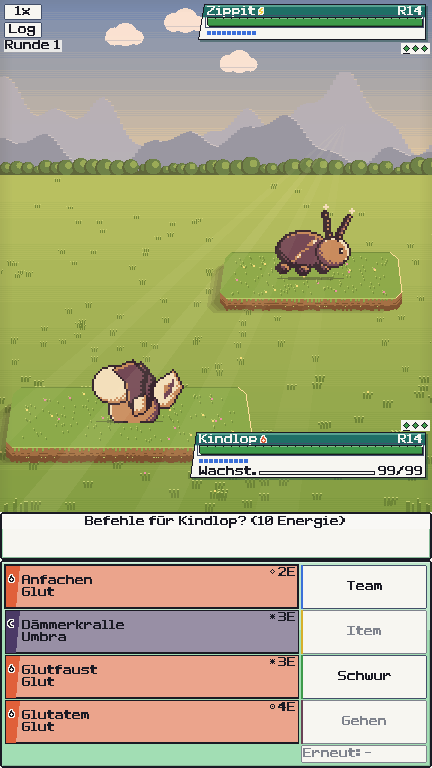 1x
Zippit
R14
Log
Runde 1
Kindlop
R14
Wachst.
99/99
Befehle für Kindlop? (10 Energie)
Anfachen
2E
Glut
Team
Dämmerkralle
3E
Umbra
Item
Glutfaust
3E
Glut
Schwur
Glutatem
4E
Glut
Gehen
Erneut: -